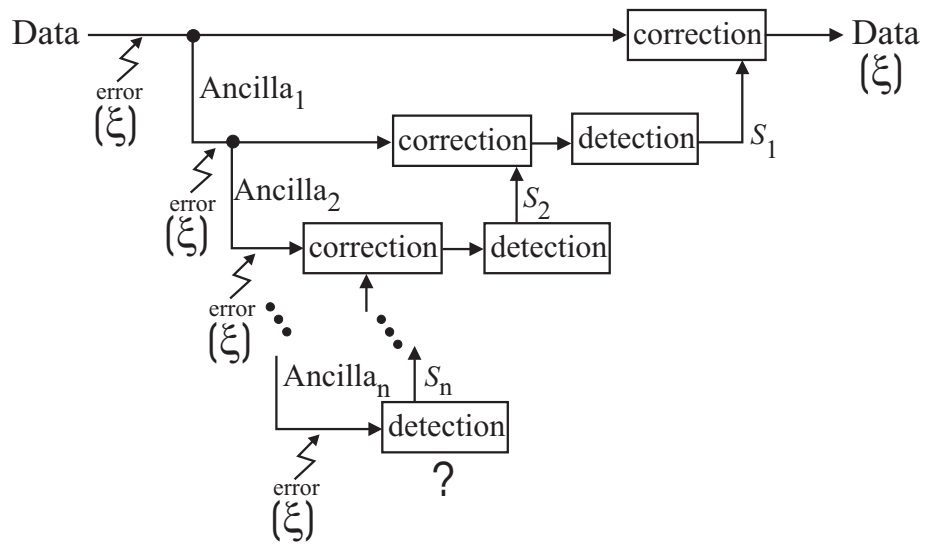 Data
correction
Data
(ξ)
error
(ξ)
Ancilla1
correction
detection
S1
error
(ξ)
Ancilla2
S2
correction
detection
error
(ξ)
Ancillan
Sn
detection
?
error
(ξ)